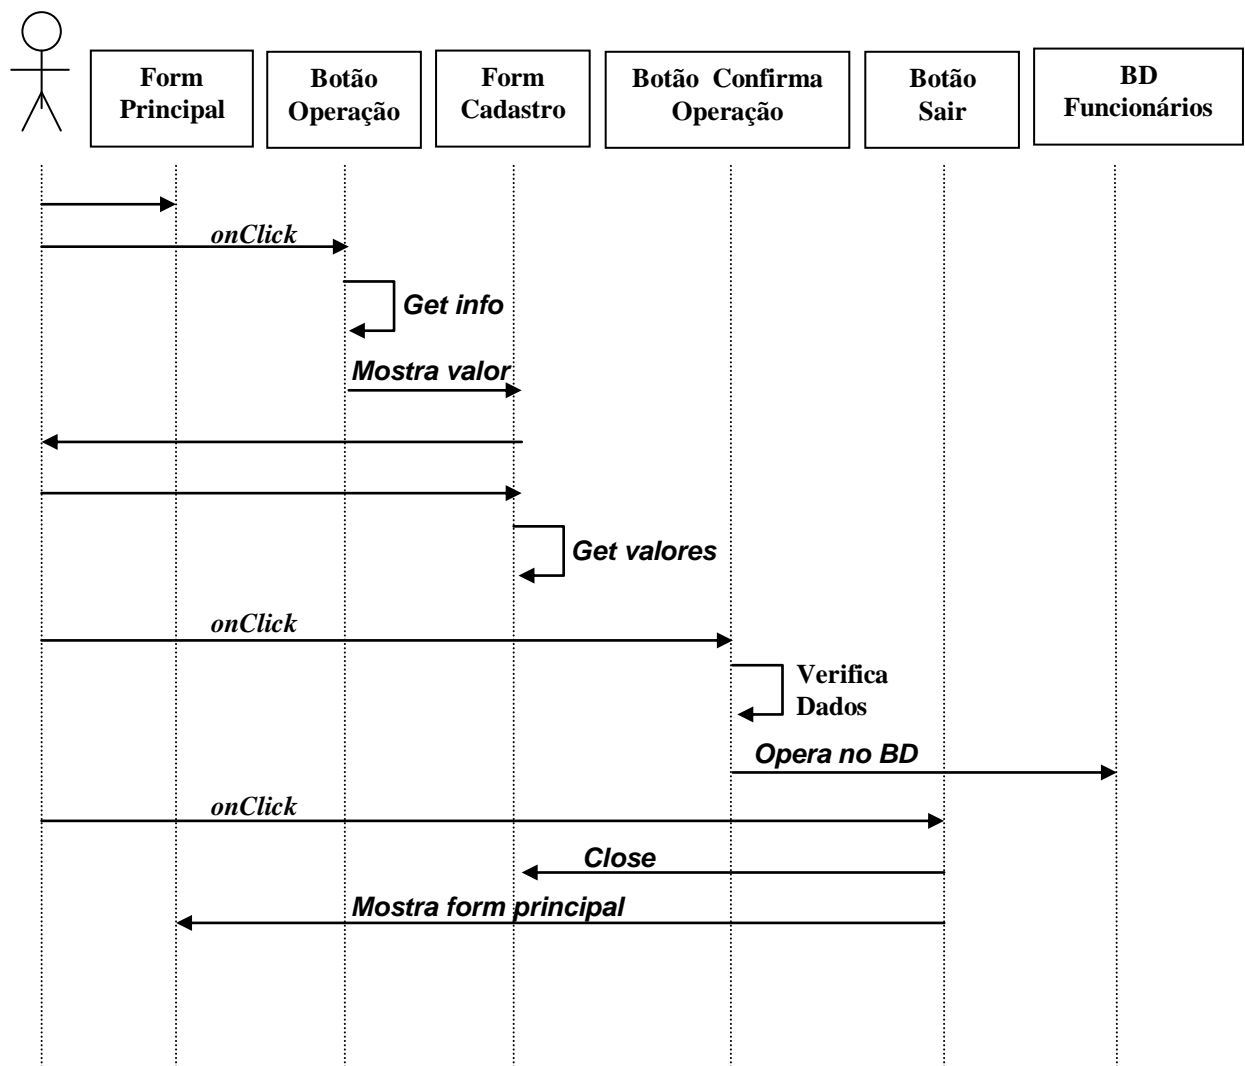 Form
Principal
Botão
Operação
Form
Cadastro
Botão Confirma
Operação
Botão
Sair
BD
Funcionários
onClick
Get info
Mostra valor
Get valores
onClick
Verifica
Dados
Opera no BD
onClick
Close
Mostra form principal